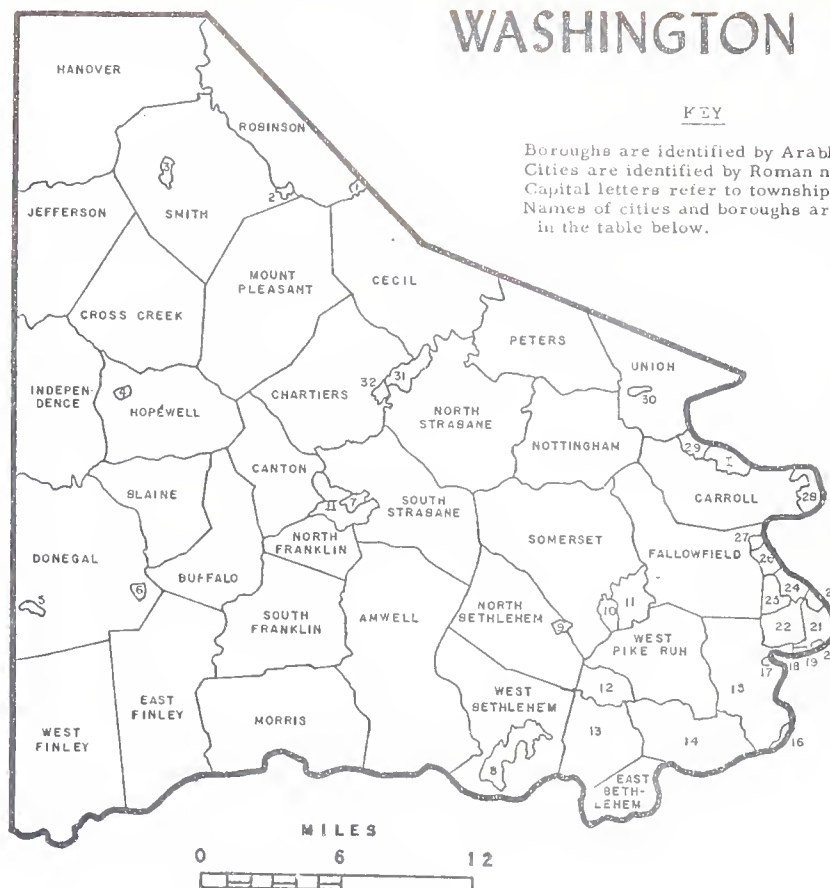 WASHINGTON
KEY
Boroughs are identified by Arabi
Cities are identified by Roman n
Capital letters refer to township
Names of cities and boroughs ar
in the table below.
HANOVER
ROBINSON
3
2
1
JEFFERSON
SMITH
MOUNT
PLEASANT
CECIL
CROSS CREEK
PETERS
UNION
30
INDEPEN-
DENCE
4
HOPEWELL
CHARTIERS
32
31
NORTH
STRABANE
NOTTINGHAM
29
I
CANTON
CARROLL
28
BLAINE
II
7
SOUTH
STRABANE
NORTH
FRANKLIN
SOMERSET
FALLOWFIELD
27
26
DONEGAL
5
6
BUFFALO
SOUTH
FRANKLIN
AMWELL
NORTH
BETHLEHEM
9
10
11
25
24
22
21
WEST
PIKE RUN
17
18
19
WEST
FINLEY
EAST
FINLEY
MORRIS
WEST
BETHLEHEM
8
12
13
14
15
16
EAST
BETH-
LEHEM
MILES
0 6 12